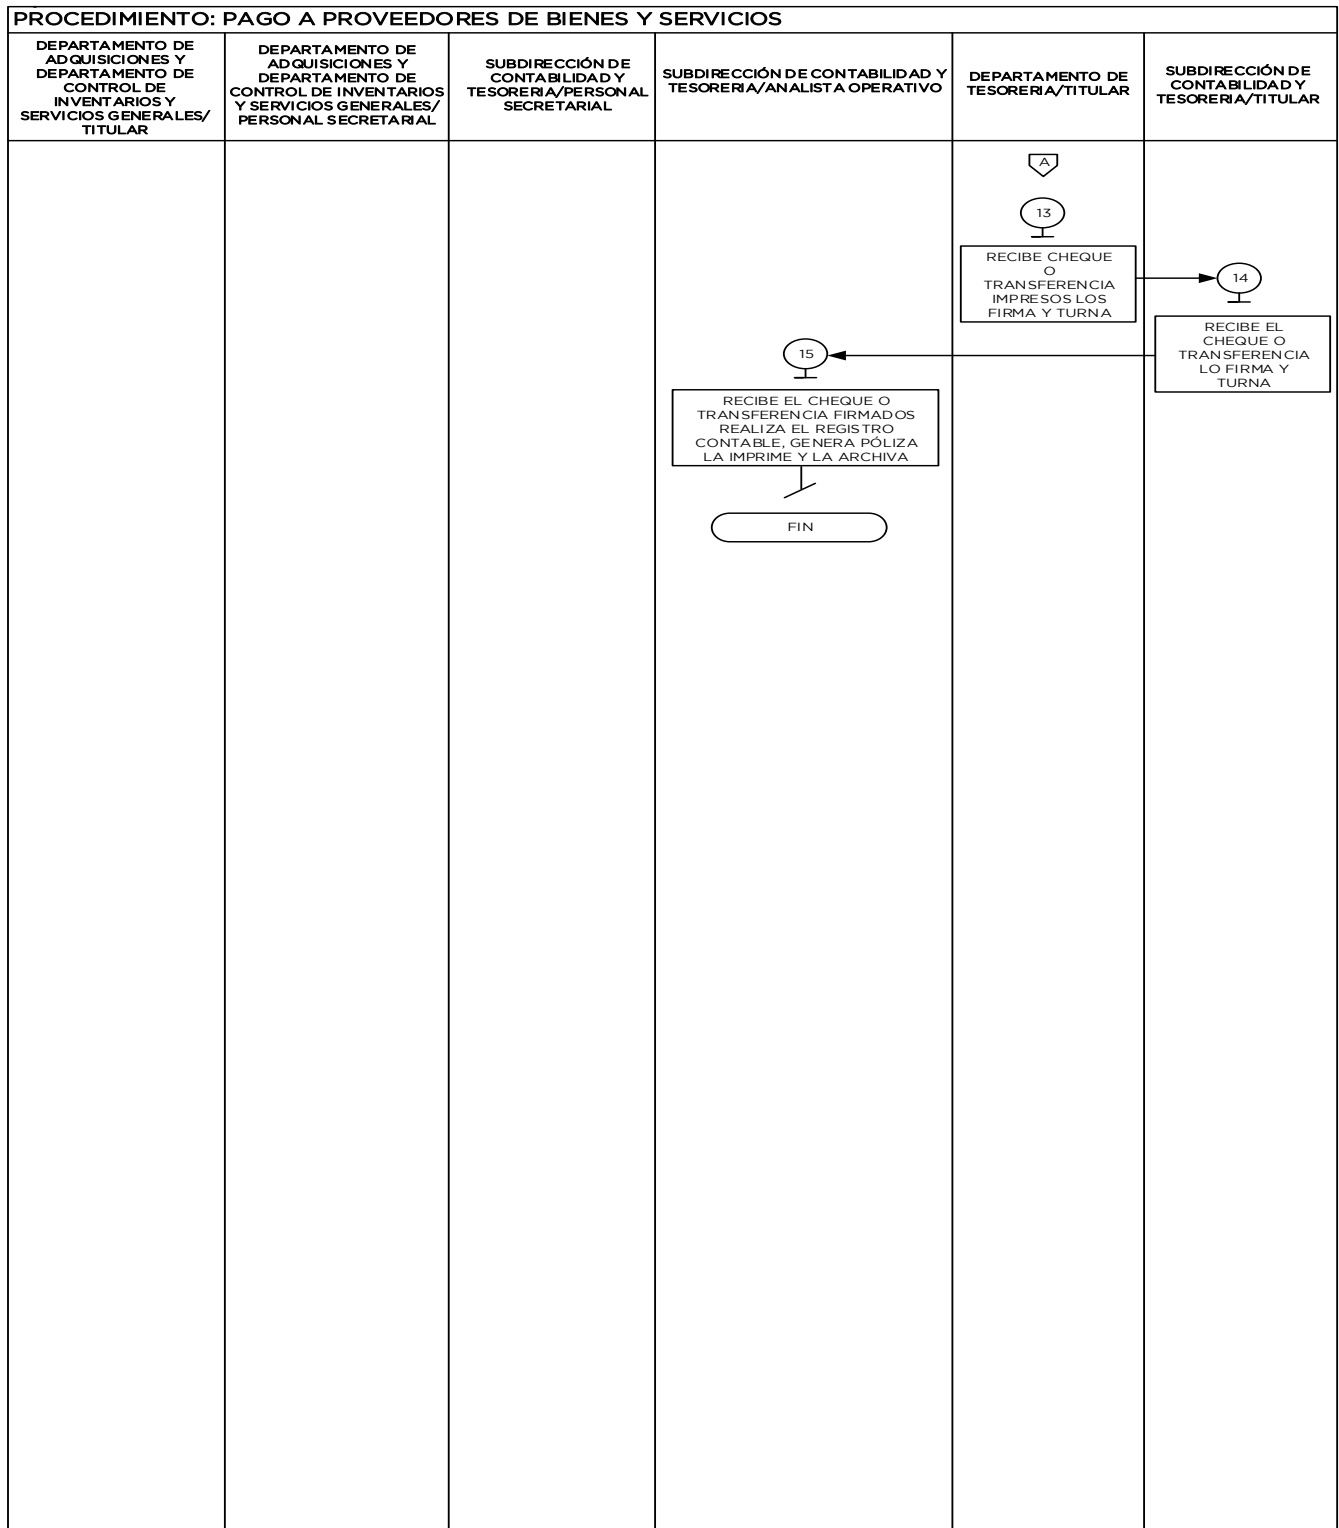 PROCEDIMIENTO: PAGO A PROVEEDORES DE BIENES Y SERVICIOS
DEPARTAMENTO DE
ADQUISICIONES Y
DEPARTAMENTO DE
CONTROL DE
INVENTARIOS Y
SERVICIOS GENERALES/
TITULAR
DEPARTAMENTO DE
ADQUISICIONES Y
DEPARTAMENTO DE
CONTROL DE INVENTARIOS
Y SERVICIOS GENERALES/
PERSONAL SECRETARIAL
SUBDIRECCIÓN DE
CONTABILIDAD Y
TESORERIA/PERSONAL
SECRETARIAL
SUBDIRECCIÓN DE CONTABILIDAD Y
TESORERIA/ANALISTA OPERATIVO
DEPARTAMENTO DE
TESORERIA/TITULAR
SUBDIRECCIÓN DE
CONTABILIDAD Y
TESORERIA/TITULAR
A
13
RECIBE CHEQUE
O
TRANSFERENCIA
IMPRESOS LOS
FIRMA Y TURNA
14
RECIBE EL
CHEQUE O
TRANSFERENCIA
LO FIRMA Y
TURNA
15
RECIBE EL CHEQUE O
TRANSFERENCIA FIRMADOS
REALIZA EL REGISTRO
CONTABLE, GENERA PÓLIZA
LA IMPRIME Y LA ARCHIVA
FIN